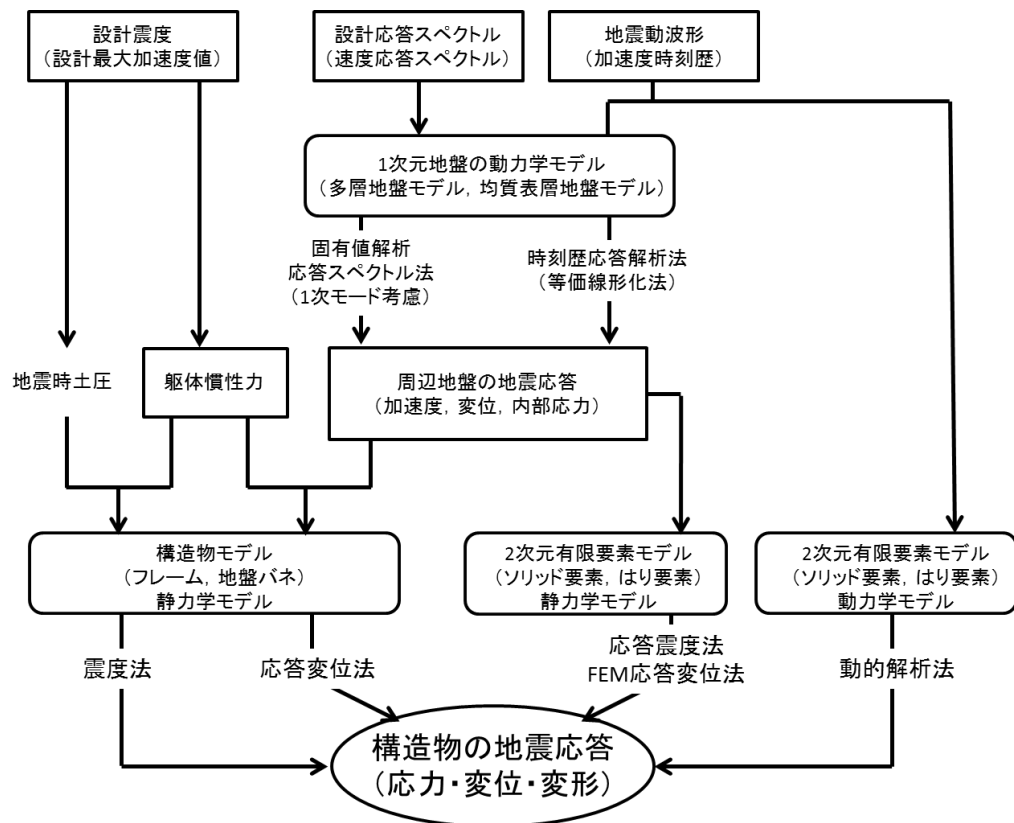 設計震度
（設計最大加速度値）
設計応答スペクトル
（速度応答スペクトル）
地震動波形
（加速度時刻歴）
1次元地盤の動力学モデル
（多層地盤モデル，均質表層地盤モデル）
固有値解析
応答スペクトル法
（1次モード考慮）
時刻歴応答解析法
（等価線形化法）
地震時土圧
躯体慣性力
周辺地盤の地震応答
（加速度，変位，内部応力）
構造物モデル
（フレーム，地盤バネ）
静力学モデル
2次元有限要素モデル
（ソリッド要素，はり要素）
静力学モデル
2次元有限要素モデル
（ソリッド要素，はり要素）
動力学モデル
震度法
応答変位法
応答震度法
FEM応答変位法
動的解析法
構造物の地震応答
（応力・変位・変形）